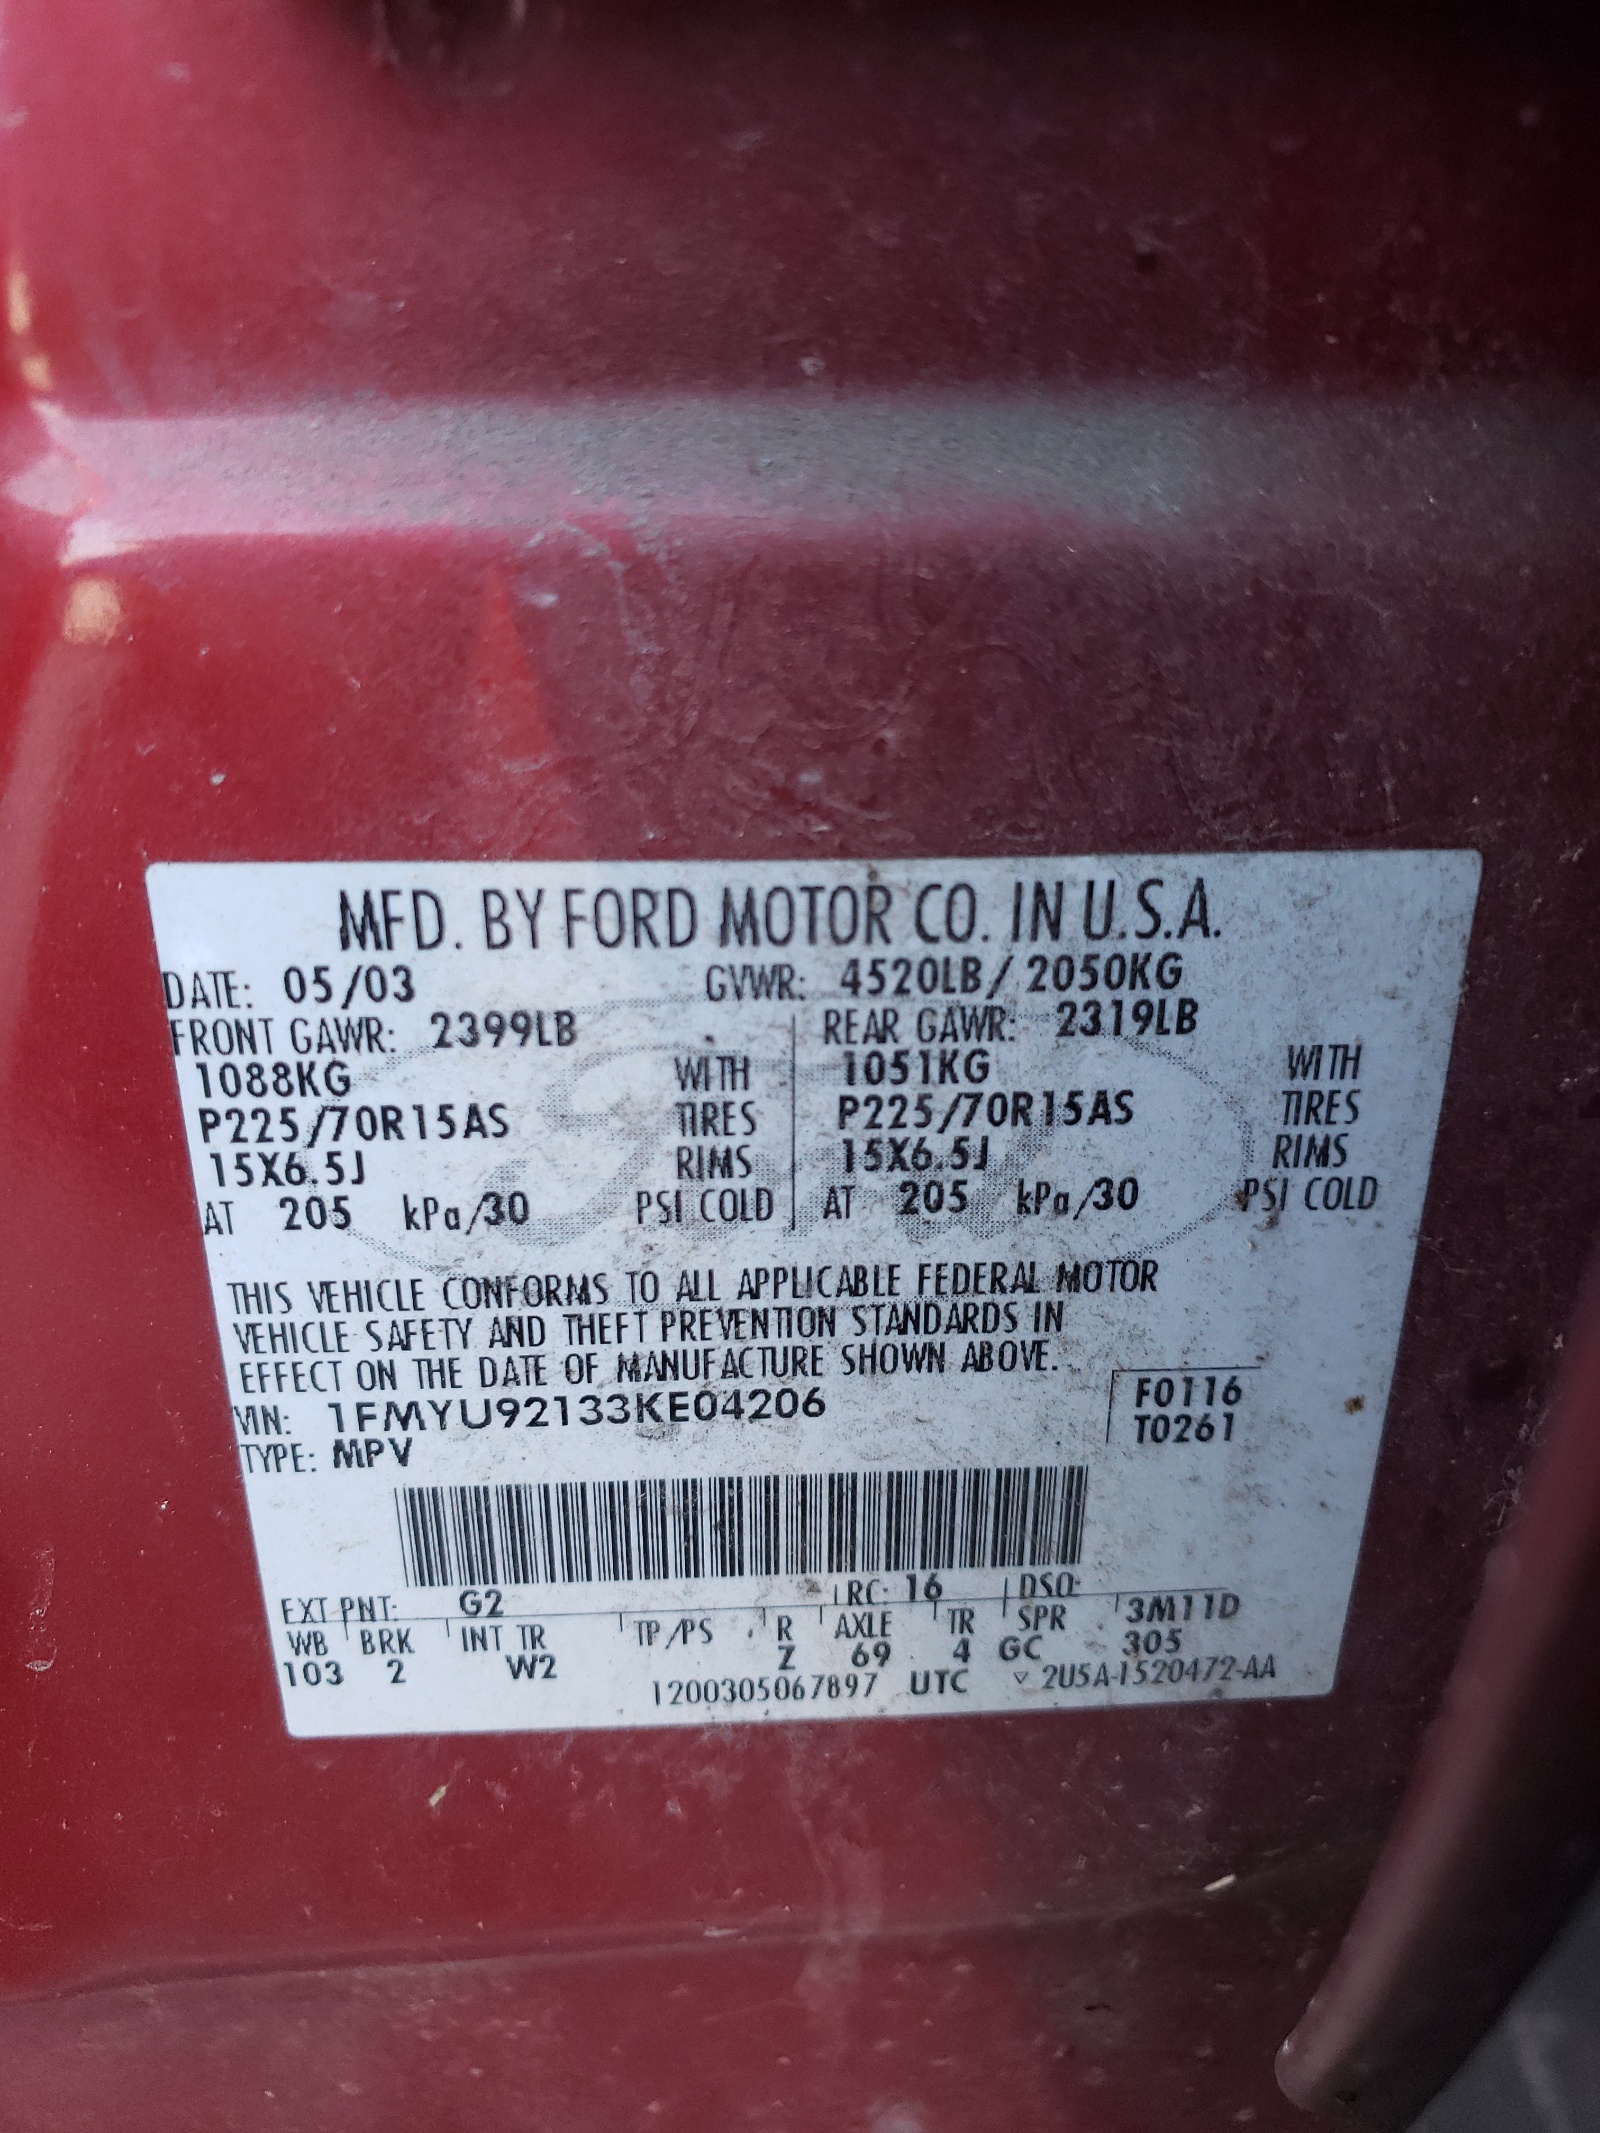 MFD. BY FORD MOTOR CO. IN U.S.A.
DATE: 05/03 GVWR: 4520LB/2050KG
FRONT GAWR: 2399LB REAR GAWR: 2319LB
1088KG WITH 1051KG WITH
P225/70R15AS TIRES P225/70R15AS TIRES
15X6.5J RIMS 15X6.5J RIMS
AT 205 kPa/30 PSI COLD AT 205 kPa/30 PSI COLD
THIS VEHICLE CONFORMS TO ALL APPLICABLE FEDERAL MOTOR
VEHICLE SAFETY AND THEFT PREVENTION STANDARDS IN
EFFECT ON THE DATE OF MANUFACTURE SHOWN ABOVE.
VIN: 1FMYU92133KE04206 F0116
TYPE: MPV T0261
EXT PNT: G2 RC: 16 DSO:
WB BRK INT TR TP/PS R AXLE TR SPR 3M11D
103 2 W2 Z 69 4 GC 305
1200305067897 UTC 2U5A-1520472-AA